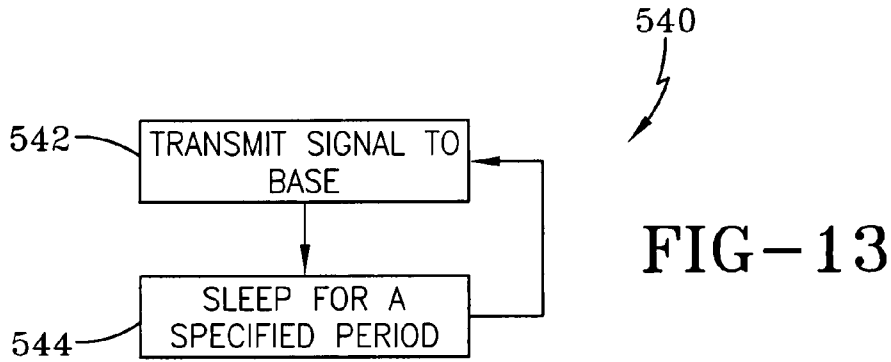 540
542
TRANSMIT SIGNAL TO
BASE
FIG-13
544
SLEEP FOR A
SPECIFIED PERIOD